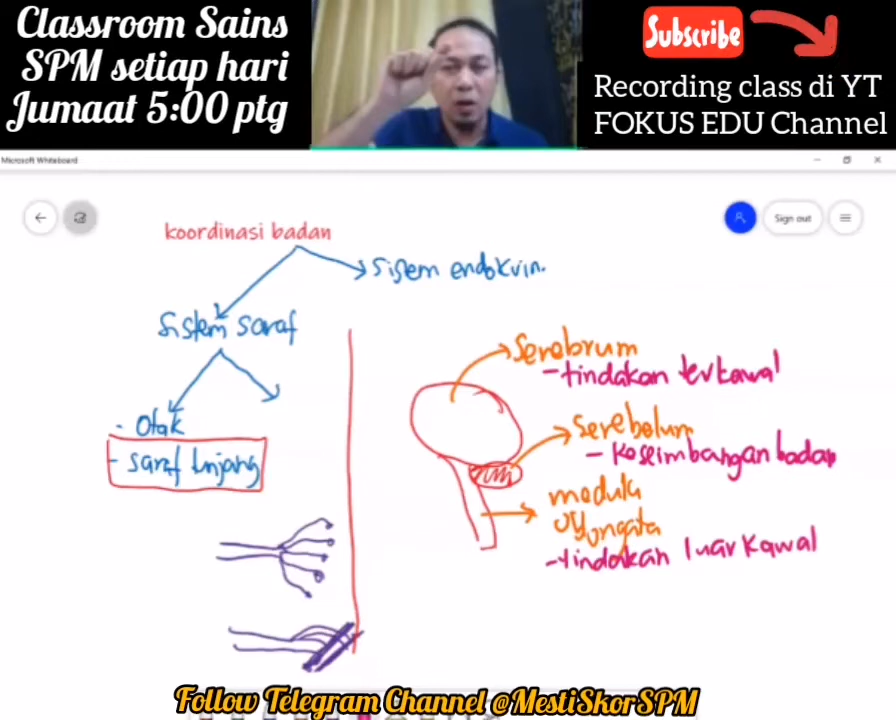 Classroom Sains
SPM setiap hari
Jumaat 5:00 ptg
Subscribe
Recording class di YT
FOKUS EDU Channel
Microsoft Whiteboard
Sign out
koordinasi badan
Sistem endokrin.
Sistem saraf
- Otak
- saraf tunjang
Serebrum
- tindakan terkawal
Serebelum
- Keseimbangan badan
medula
oblongata
- tindakan luar kawal
Follow Telegram Channel @MestiSkorSPM